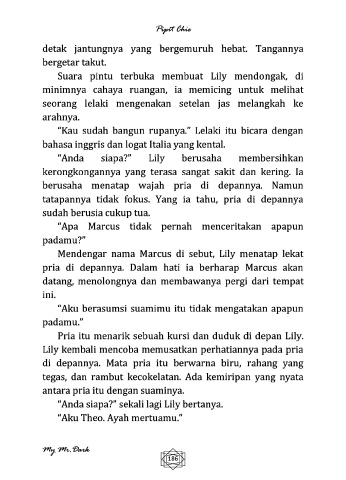 Pipit Chie
detak jantungnya yang bergemuruh hebat. Tangannya
bergetar takut.
Suara pintu terbuka membuat Lily mendongak, di
minimnya cahaya ruangan, ia memicing untuk melihat
seorang lelaki mengenakan setelan jas melangkah ke
arahnya.
“Kau sudah bangun rupanya.” Lelaki itu bicara dengan
bahasa inggris dan logat Italia yang kental.
“Anda siapa?” Lily berusaha membersihkan
kerongkongannya yang terasa sangat sakit dan kering. Ia
berusaha menatap wajah pria di depannya. Namun
tatapannya tidak fokus. Yang ia tahu, pria di depannya
sudah berusia cukup tua.
“Apa Marcus tidak pernah menceritakan apapun
padamu?”
Mendengar nama Marcus di sebut, Lily menatap lekat
pria di depannya. Dalam hati ia berharap Marcus akan
datang, menolongnya dan membawanya pergi dari tempat
ini.
“Aku berasumsi suamimu itu tidak mengatakan apapun
padamu.”
Pria itu menarik sebuah kursi dan duduk di depan Lily.
Lily kembali mencoba memusatkan perhatiannya pada pria
di depannya. Mata pria itu berwarna biru, rahang yang
tegas, dan rambut kecokelatan. Ada kemiripan yang nyata
antara pria itu dengan suaminya.
“Anda siapa?” sekali lagi Lily bertanya.
“Aku Theo. Ayah mertuamu.”
My Mr. Dark
186